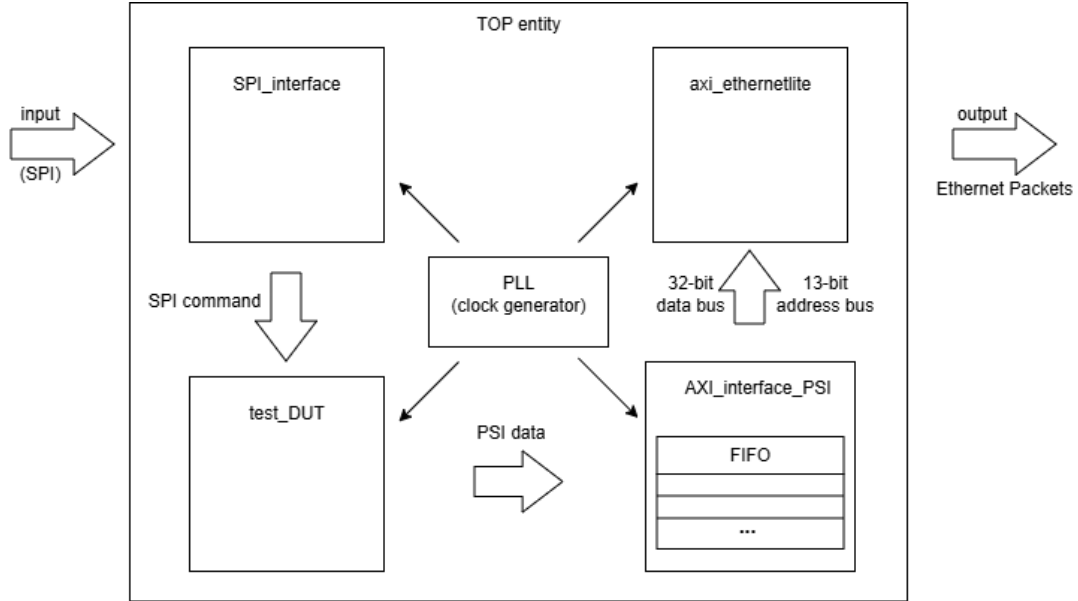 TOP entity
SPI_interface
axi_ethernetlite
input
(SPI)
output
Ethernet Packets
PLL
(clock generator)
32-bit
data bus
13-bit
address bus
SPI command
test_DUT
PSI data
AXI_interface_PSI
FIFO
...